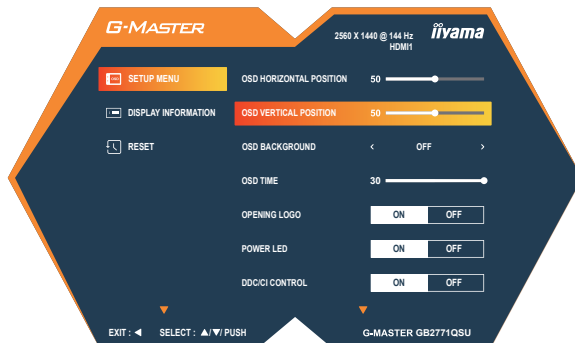 G-MASTER
2560 X 1440 @ 144 Hz
HDMI1
iiyama
SETUP MENU
OSD HORIZONTAL POSITION 50
DISPLAY INFORMATION
OSD VERTICAL POSITION 50
RESET
OSD BACKGROUND ‹ OFF ›
OSD TIME 30
OPENING LOGO ON OFF
POWER LED ON OFF
DDC/CI CONTROL ON OFF
EXIT : ◀ SELECT : ▲/▼/ PUSH
G-MASTER GB2771QSU